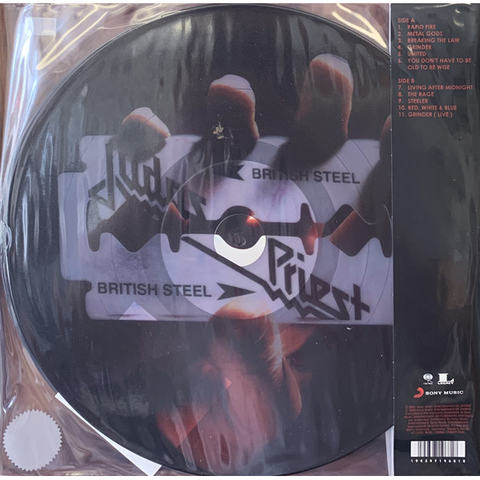 SIDE A
1. RAPID FIRE
2. METAL GODS
3. BREAKING THE LAW
4. GRINDER
5. UNITED
6. YOU DON'T HAVE TO BE
OLD TO BE WISE
SIDE B
7. LIVING AFTER MIDNIGHT
8. THE RAGE
9. STEELER
10. RED, WHITE & BLUE
11. GRINDER ( LIVE )
BRITISH STEEL
Judas
Priest
BRITISH STEEL
SONY MUSIC